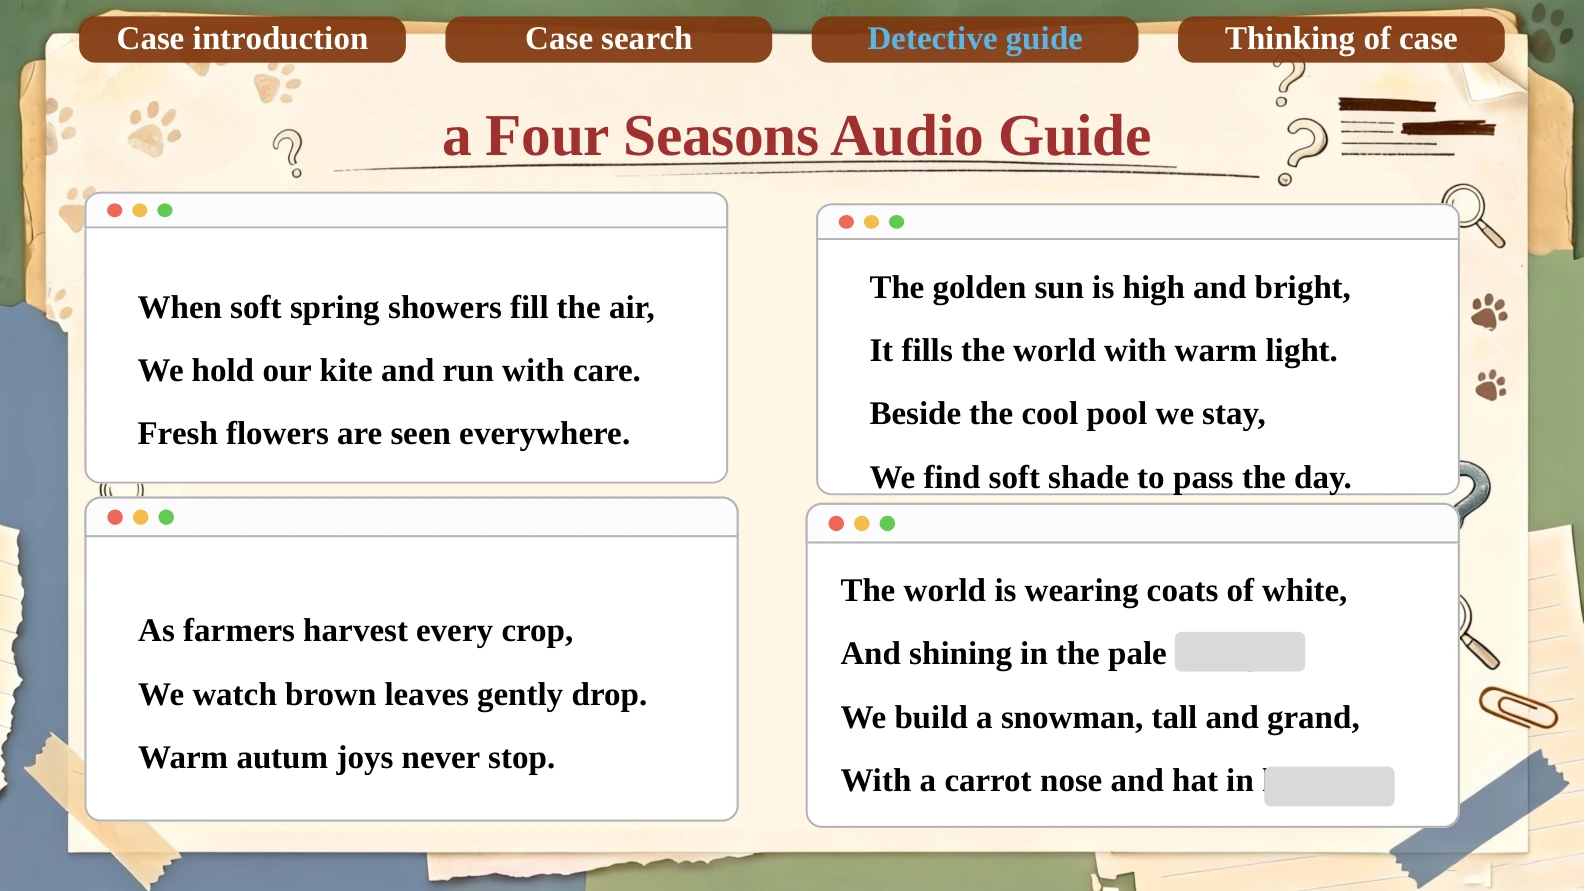 Case introduction
Case search
Detective guide
Thinking of case
a Four Seasons Audio Guide
When soft spring showers fill the air,
We hold our kite and run with care.
Fresh flowers are seen everywhere.
The golden sun is high and bright,
It fills the world with warm light.
Beside the cool pool we stay,
We find soft shade to pass the day.
As farmers harvest every crop,
We watch brown leaves gently drop.
Warm autum joys never stop.
The world is wearing coats of white,
And shining in the pale
We build a snowman, tall and grand,
With a carrot nose and hat in